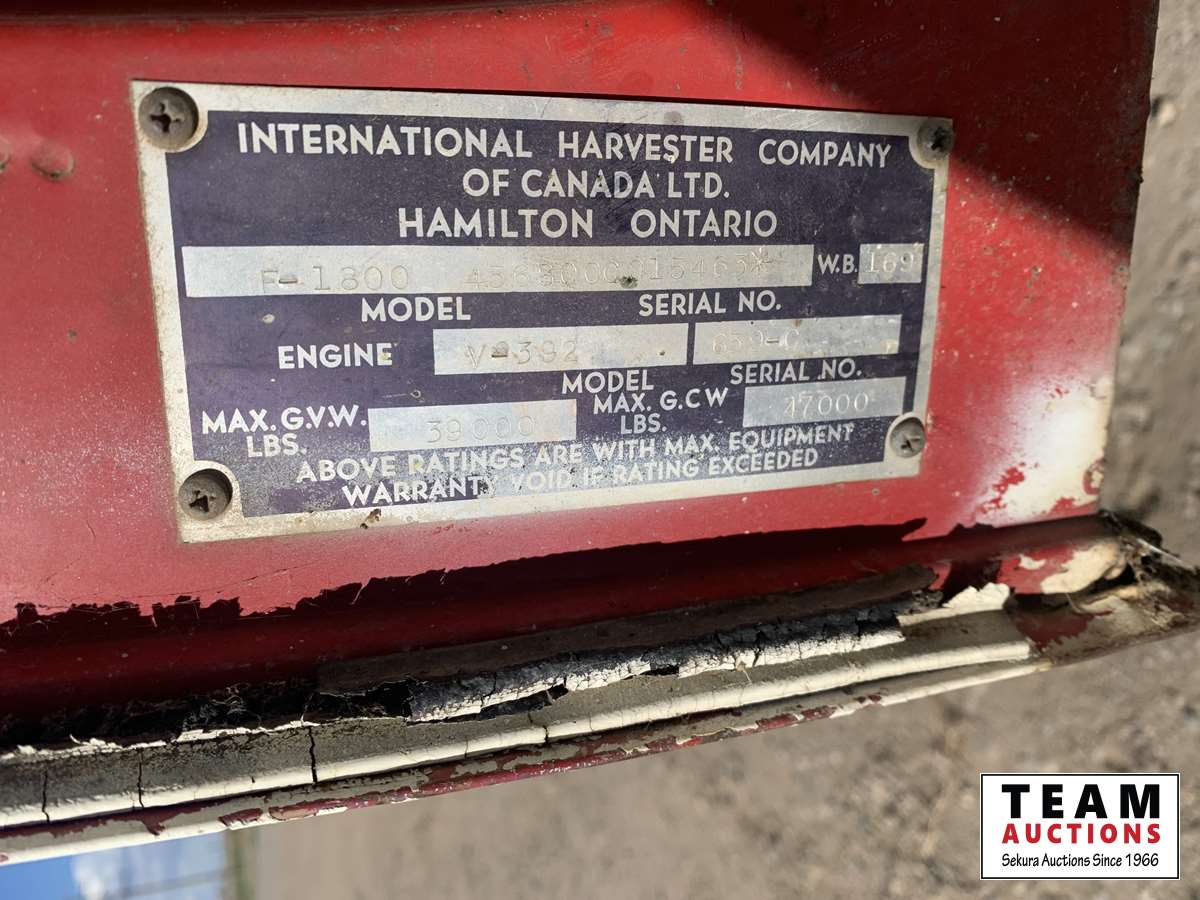 INTERNATIONAL HARVESTER COMPANY
OF CANADA LTD.
HAMILTON ONTARIO
F-1800 W.B. 169
MODEL SERIAL NO.
ENGINE V-392
MODEL SERIAL NO.
MAX. G.V.W. LBS. 39000 MAX. G.C.W LBS. 47000
ABOVE RATINGS ARE WITH MAX. EQUIPMENT
WARRANTY VOID IF RATING EXCEEDED
TEAM
AUCTIONS
Sekura Auctions Since 1966